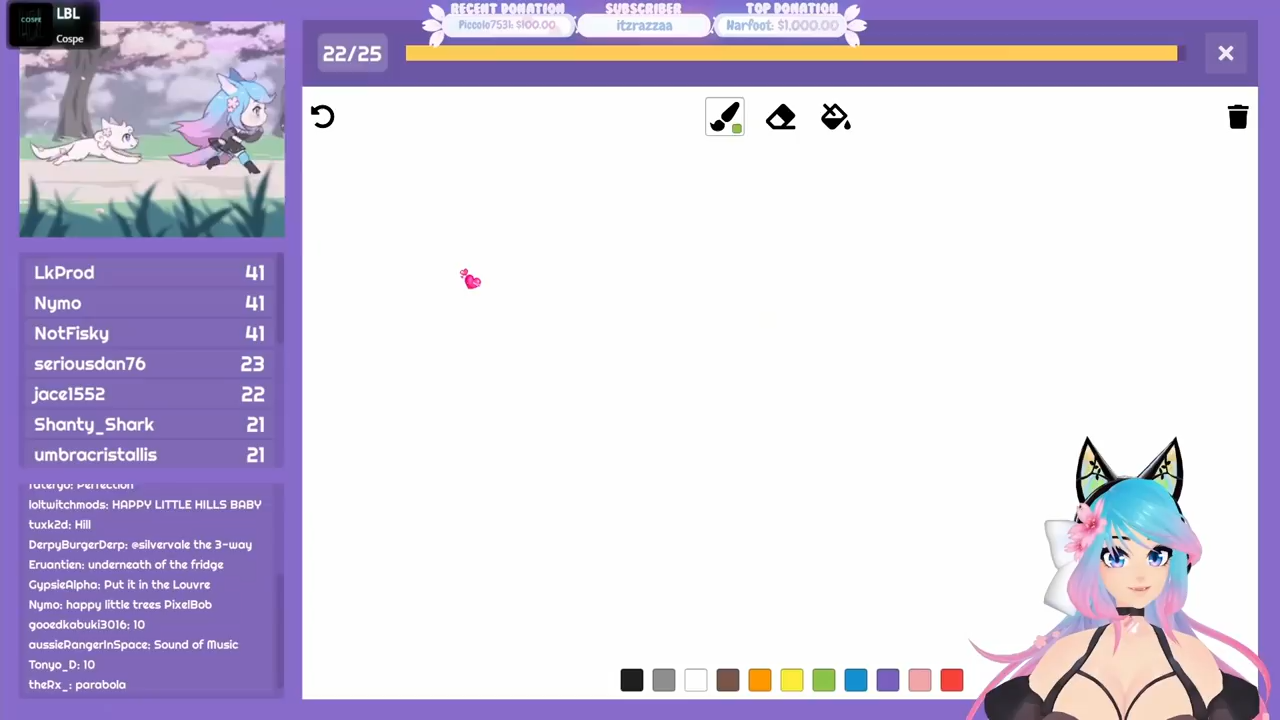 LBL
COSPE
Cospe
RECENT DONATION
Piccolo7531: $100.00
SUBSCRIBER
itzrazzaa
TOP DONATION
Narfoot: $1,000.00
22/25
LkProd 41
Nymo 41
NotFisky 41
seriousdan76 23
jace1552 22
Shanty_Shark 21
umbracristallis 21
Perfection
loltwitchmods: HAPPY LITTLE HILLS BABY
tuxk2d: Hill
DerpyBurgerDerp: @silvervale the 3-way
Eruantien: underneath of the fridge
GypsieAlpha: Put it in the Louvre
Nymo: happy little trees PixelBob
gooedkabuki3016: 10
aussieRangerInSpace: Sound of Music
Tonyo_D: 10
theRx_: parabola